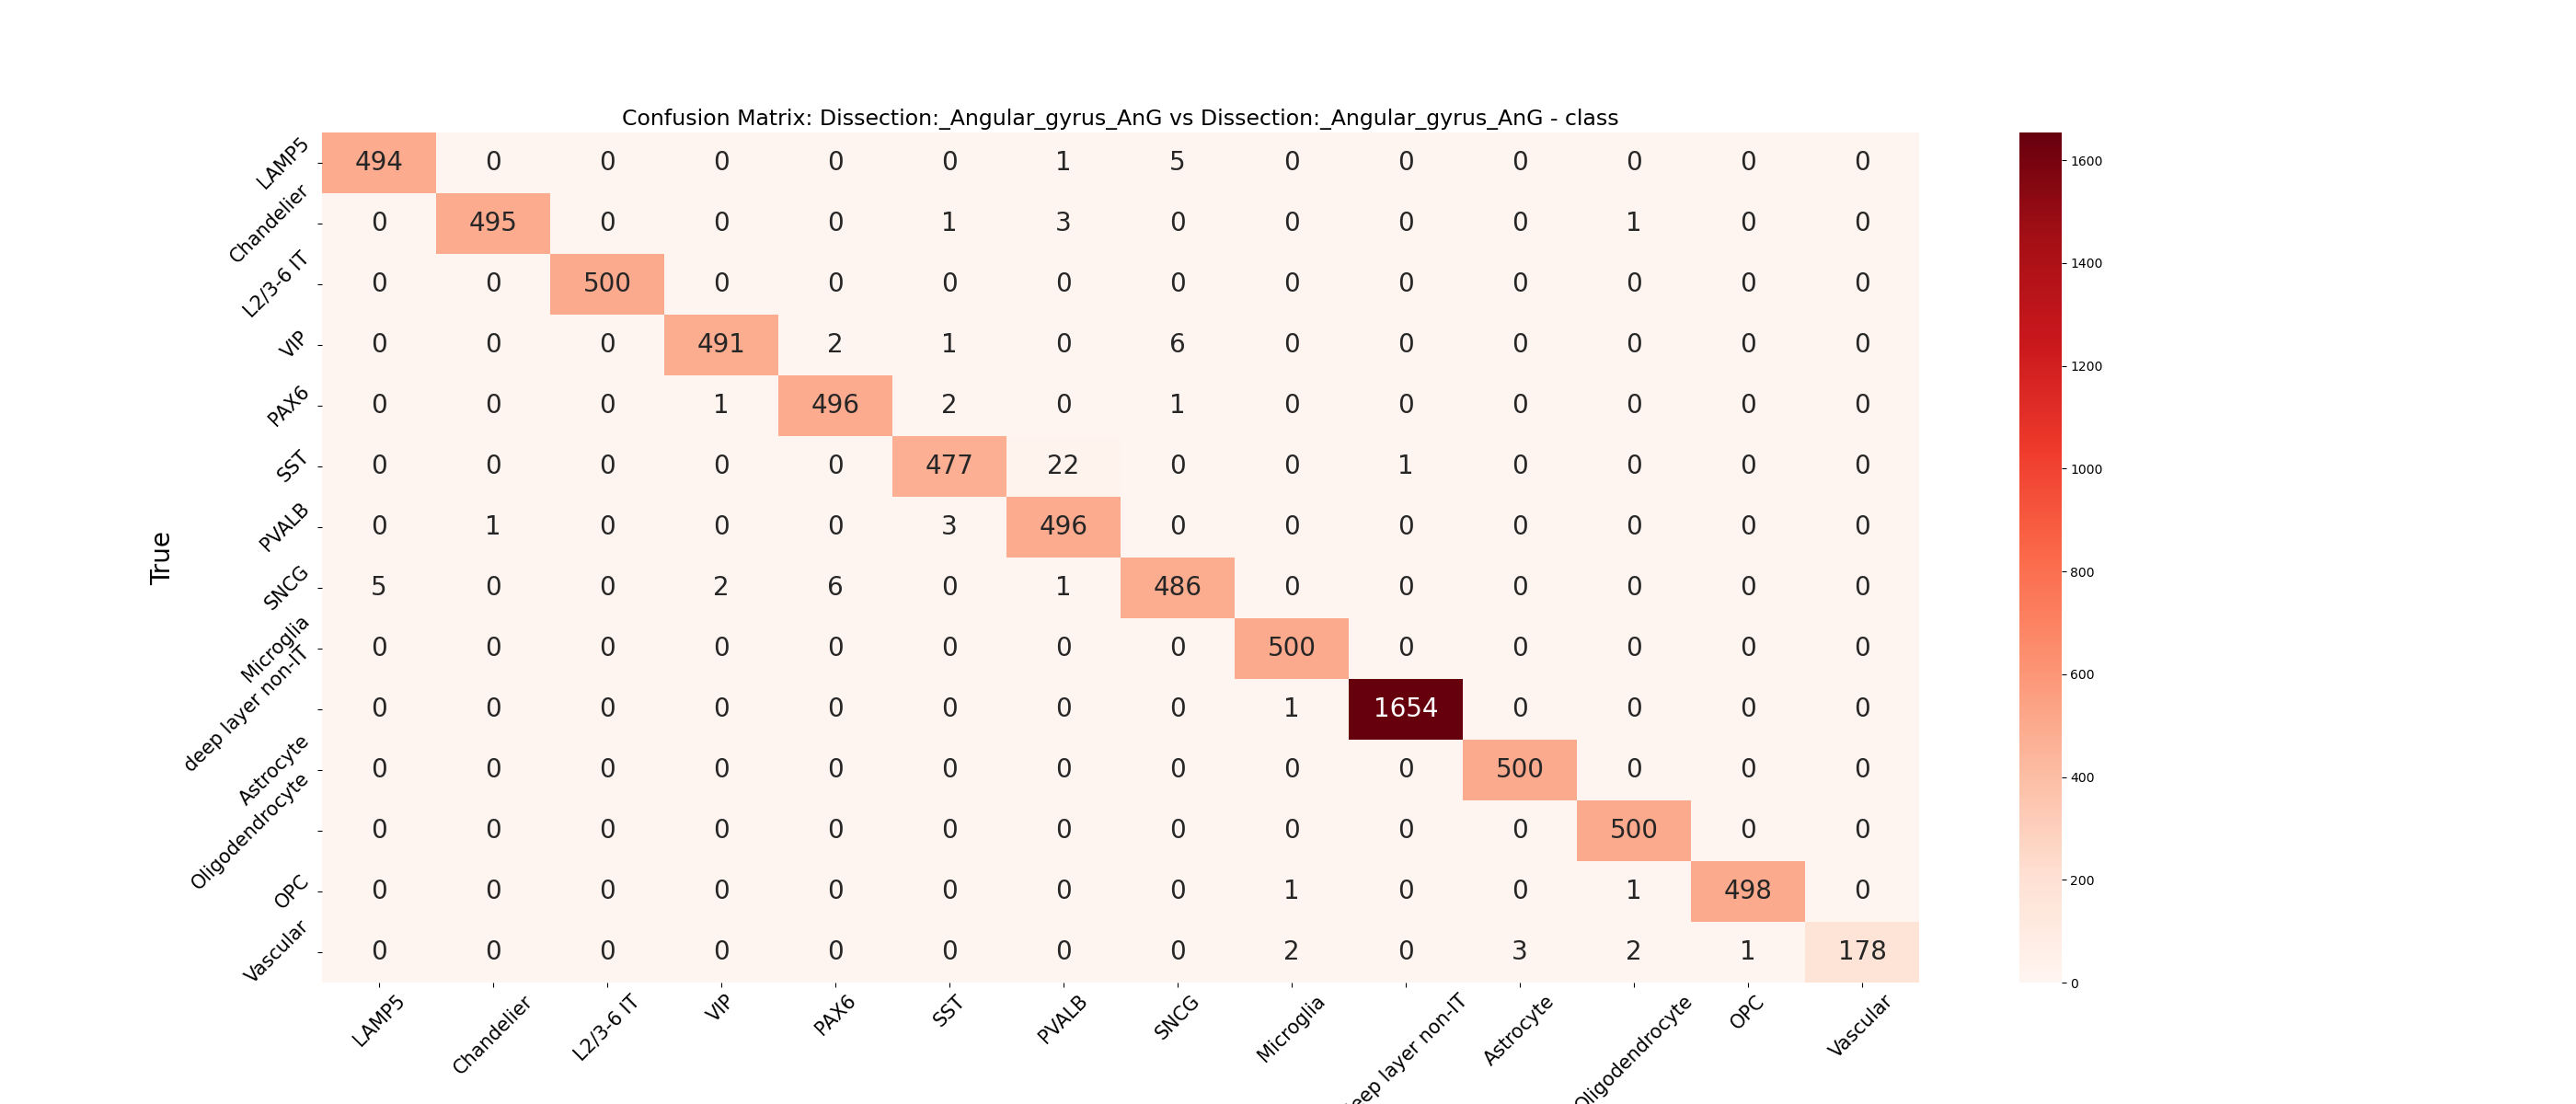 Confusion Matrix: Dissection:_Angular_gyrus_AnG vs Dissection:_Angular_gyrus_AnG - class
LAMP5 494 0 0 0 0 0 1 5 0 0 0 0 0 0
Chandelier 0 495 0 0 0 1 3 0 0 0 0 1 0 0
L2/3-6 IT 0 0 500 0 0 0 0 0 0 0 0 0 0 0
VIP 0 0 0 491 2 1 0 6 0 0 0 0 0 0
PAX6 0 0 0 1 496 2 0 1 0 0 0 0 0 0
SST 0 0 0 0 0 477 22 0 0 1 0 0 0 0
PVALB 0 1 0 0 0 3 496 0 0 0 0 0 0 0
SNCG 5 0 0 2 6 0 1 486 0 0 0 0 0 0
Microglia 0 0 0 0 0 0 0 0 500 0 0 0 0 0
deep layer non-IT 0 0 0 0 0 0 0 0 1 1654 0 0 0 0
Astrocyte 0 0 0 0 0 0 0 0 0 0 500 0 0 0
Oligodendrocyte 0 0 0 0 0 0 0 0 0 0 0 500 0 0
OPC 0 0 0 0 0 0 0 0 1 0 0 1 498 0
Vascular 0 0 0 0 0 0 0 0 2 0 3 2 1 178
True
LAMP5 Chandelier L2/3-6 IT VIP PAX6 SST PVALB SNCG Microglia eep layer non-IT Astrocyte Oligodendrocyte OPC Vascular
1600
1400
1200
1000
800
600
400
200
0